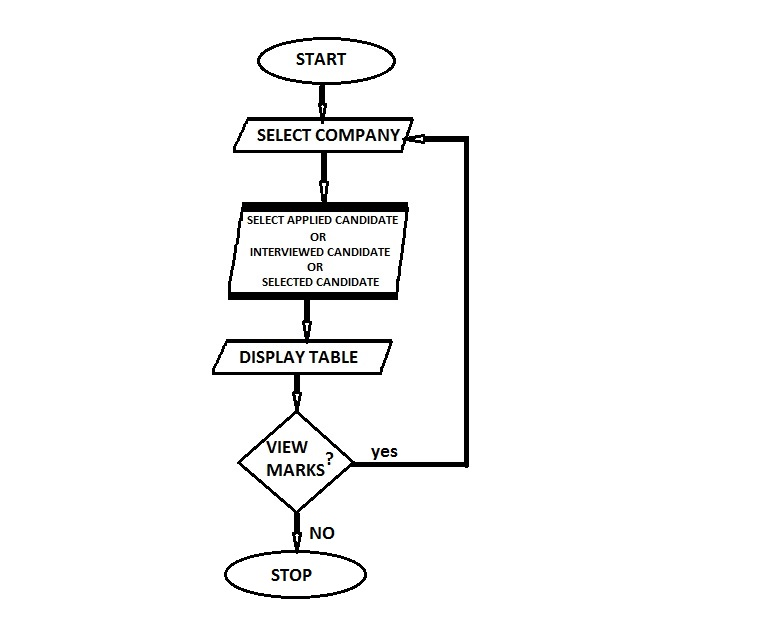 START
SELECT COMPANY
SELECT APPLIED CANDIDATE
OR
INTERVIEWED CANDIDATE
OR
SELECTED CANDIDATE
DISPLAY TABLE
VIEW
MARKS?
yes
NO
STOP